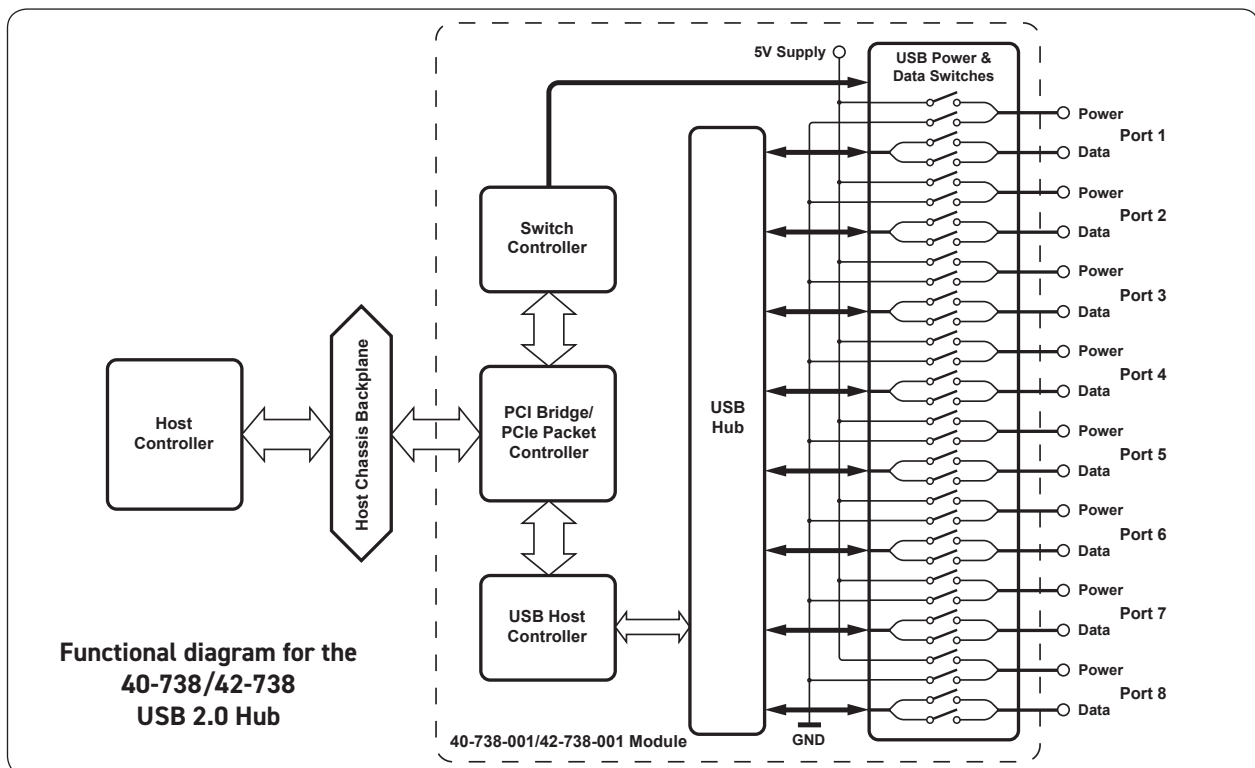 5V Supply
USB Power &
Data Switches
Power
Port 1
Data
Power
Port 2
Data
Power
Port 3
Data
Power
Port 4
Data
Power
Port 5
Data
Power
Port 6
Data
Power
Port 7
Data
Power
Port 8
Data
Switch
Controller
Host
Controller
Host Chassis Backplane
PCI Bridge/
PCIe Packet
Controller
USB
Hub
USB Host
Controller
Functional diagram for the
40-738/42-738
USB 2.0 Hub
40-738-001/42-738-001 Module
GND